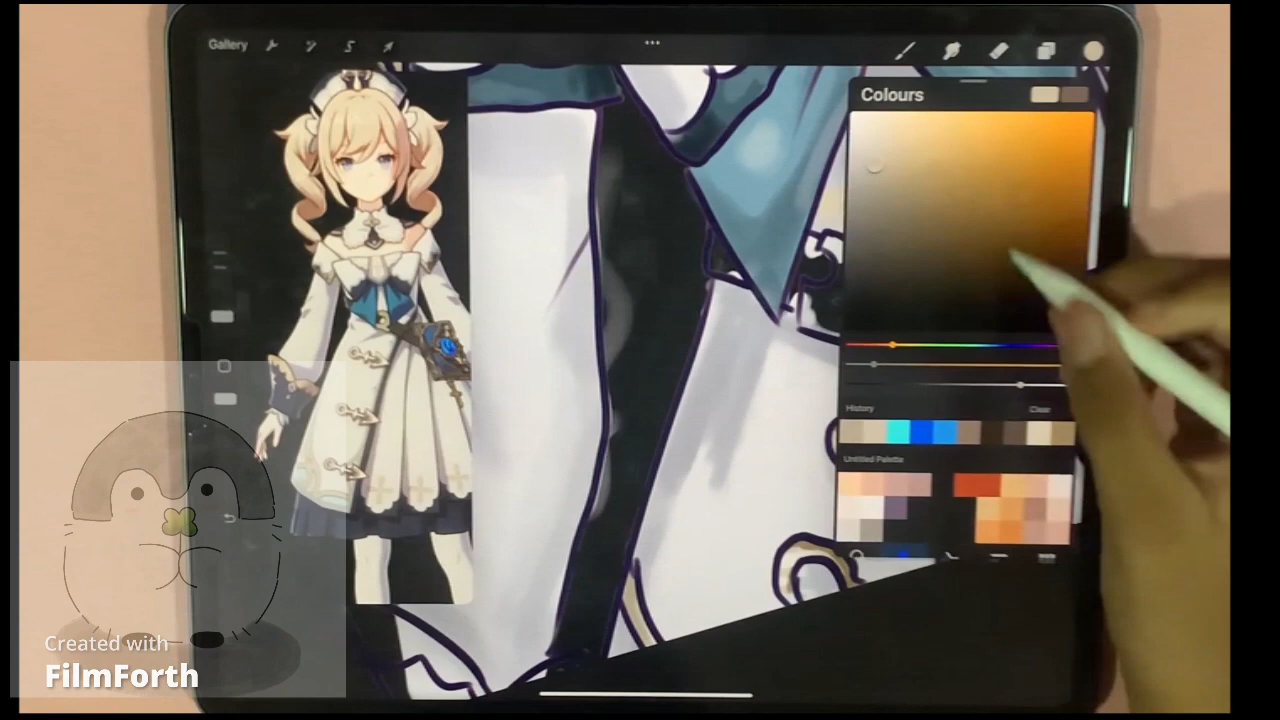 Gallery
Colours
History Clear
Untitled Palette
Created with
FilmForth